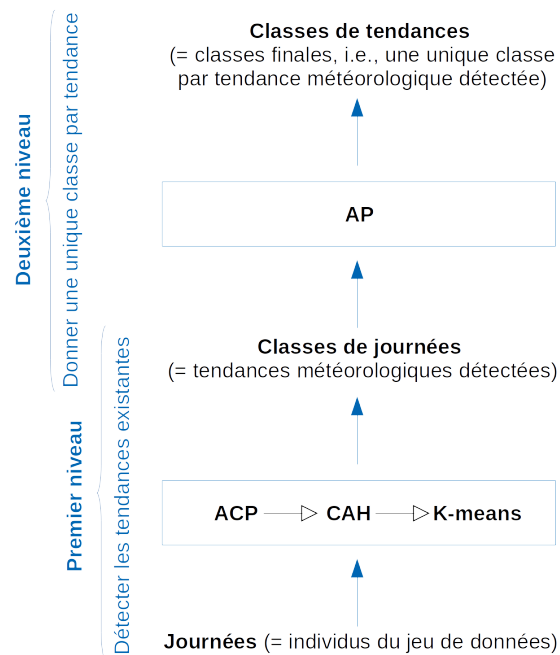 Classes de tendances
(= classes finales, i.e., une unique classe
par tendance météorologique détectée)
Deuxième niveau
Donner une unique classe par tendance
AP
Classes de journées
(= tendances météorologiques détectées)
Premier niveau
Détecter les tendances existantes
ACP CAH K-means
Journées (= individus du jeu de données)